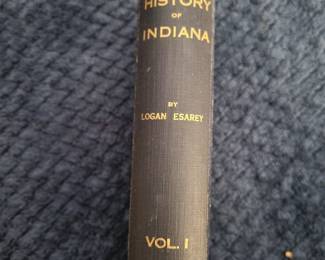 HISTORY
OF
INDIANA
BY
LOGAN ESAREY
VOL. I